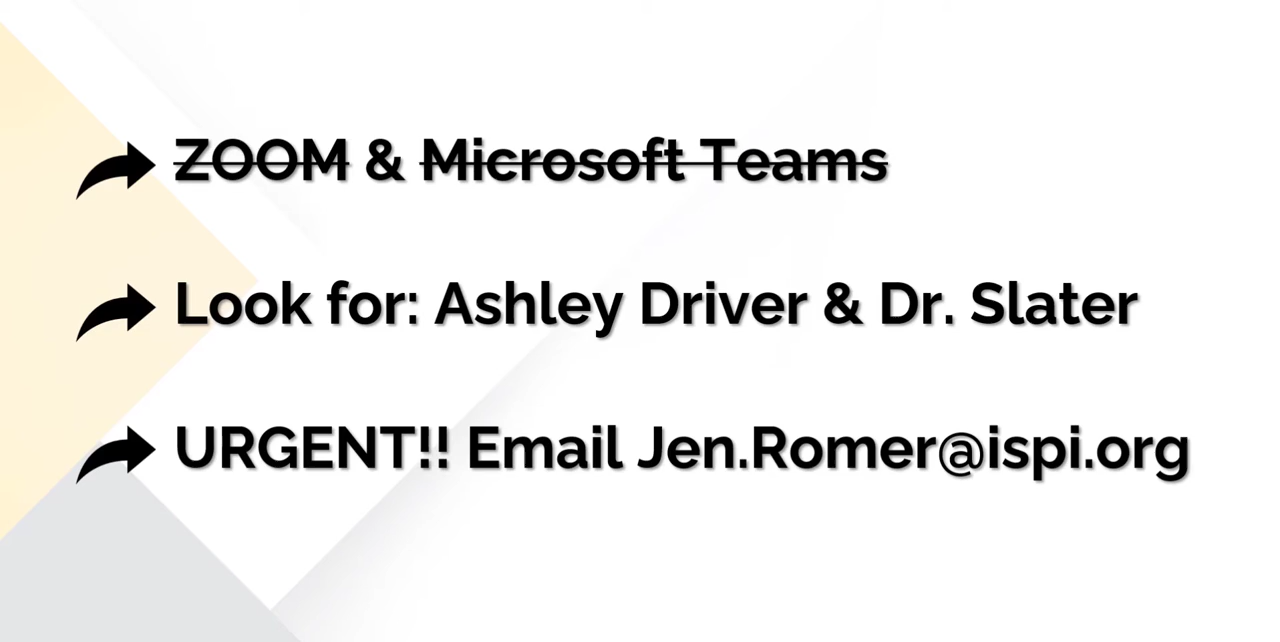 ZOOM & Microsoft Teams
Look for: Ashley Driver & Dr. Slater
URGENT!! Email Jen.Romer@ispi.org